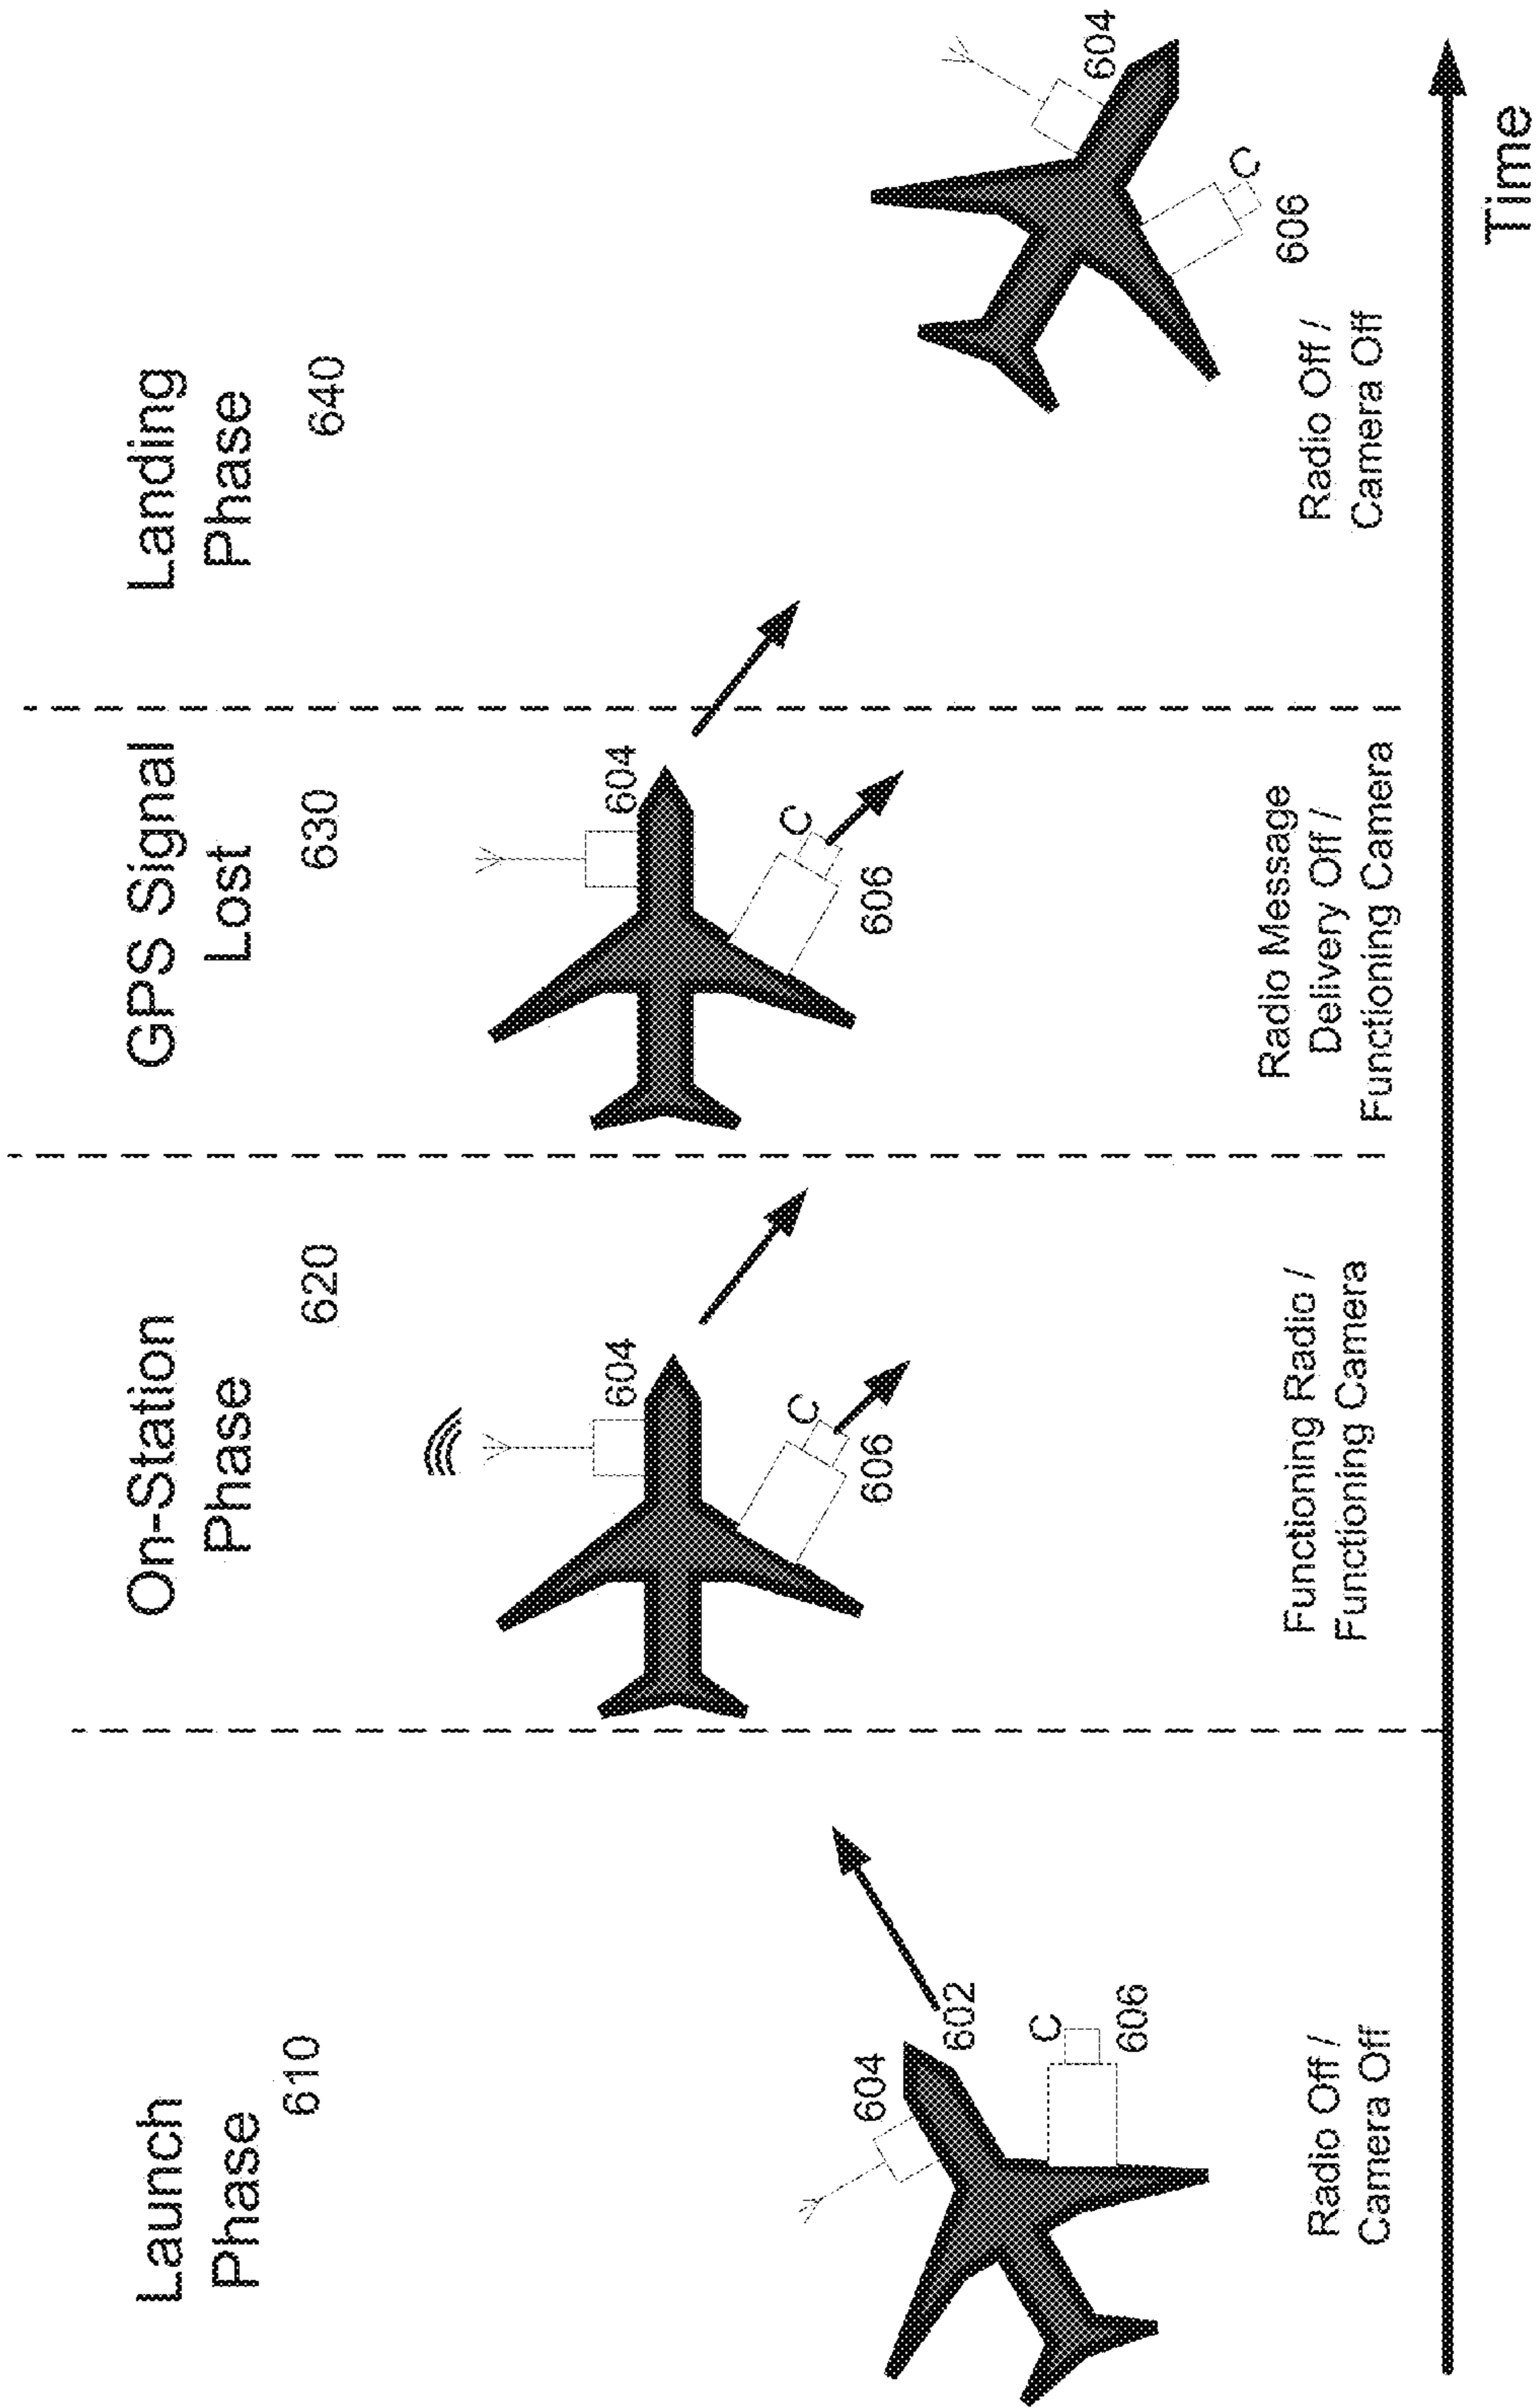 Launch
Phase
610
604
602
C
606
Radio Off /
Camera Off
On-Station
Phase
620
604
C
606
Functioning Radio /
Functioning Camera
GPS Signal
Lost
630
604
C
606
Radio Message
Delivery Off /
Functioning Camera
Landing
Phase
640
604
C
606
Radio Off /
Camera Off
Time